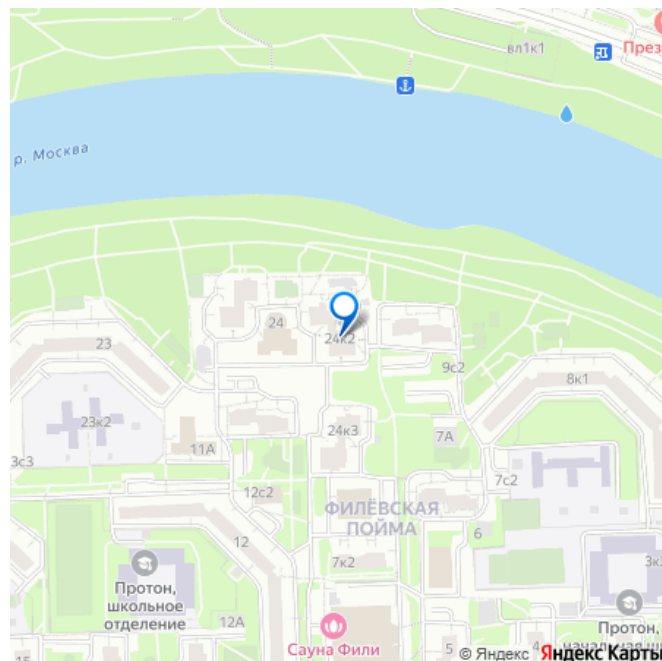 вл1к1
През
р. Москва
24
24к2
23
9с2
8к1
23к2
24к3
7А
11А
3с3
7с2
12с2
ФИЛЁВСКАЯ
ПОЙМА
6
12
7к2
3к
Протон,
школьное
отделение
12А
Сауна Фили
Протон,
начальная ш
15
5
4
© Яндекс Яндекс Карты